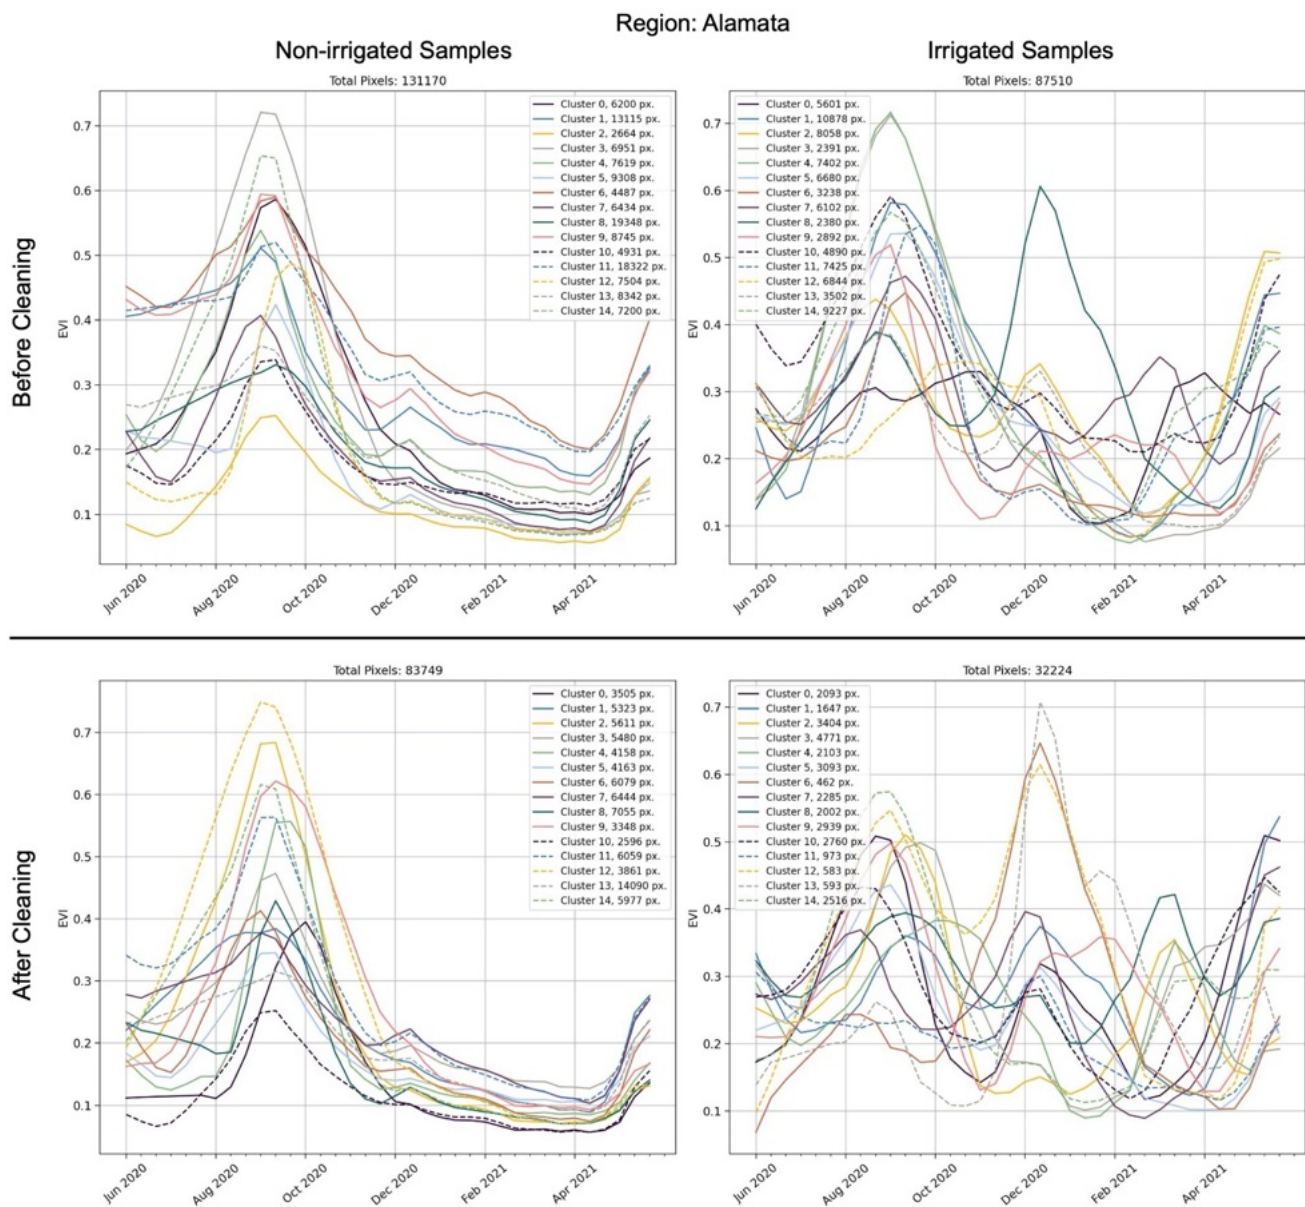 Region: Alamata
Non-irrigated Samples
Irrigated Samples
Before Cleaning
Total Pixels: 131170
EVI
0.7
0.6
0.5
0.4
0.3
0.2
0.1
Cluster 0, 6200 px.
Cluster 1, 13115 px.
Cluster 2, 2664 px.
Cluster 3, 6951 px.
Cluster 4, 7619 px.
Cluster 5, 9308 px.
Cluster 6, 4487 px.
Cluster 7, 6434 px.
Cluster 8, 19348 px.
Cluster 9, 8745 px.
Cluster 10, 4931 px.
Cluster 11, 18322 px.
Cluster 12, 7504 px.
Cluster 13, 8342 px.
Cluster 14, 7200 px.
Jun 2020
Aug 2020
Oct 2020
Dec 2020
Feb 2021
Apr 2021
Total Pixels: 87510
EVI
0.7
0.6
0.5
0.4
0.3
0.2
0.1
Cluster 0, 5601 px.
Cluster 1, 10878 px.
Cluster 2, 8058 px.
Cluster 3, 2391 px.
Cluster 4, 7402 px.
Cluster 5, 6680 px.
Cluster 6, 3238 px.
Cluster 7, 6102 px.
Cluster 8, 2380 px.
Cluster 9, 2892 px.
Cluster 10, 4890 px.
Cluster 11, 7425 px.
Cluster 12, 6844 px.
Cluster 13, 3502 px.
Cluster 14, 9227 px.
Jun 2020
Aug 2020
Oct 2020
Dec 2020
Feb 2021
Apr 2021
After Cleaning
Total Pixels: 83749
EVI
0.7
0.6
0.5
0.4
0.3
0.2
0.1
Cluster 0, 3505 px.
Cluster 1, 5323 px.
Cluster 2, 5611 px.
Cluster 3, 5480 px.
Cluster 4, 4158 px.
Cluster 5, 4163 px.
Cluster 6, 6079 px.
Cluster 7, 6444 px.
Cluster 8, 7055 px.
Cluster 9, 3348 px.
Cluster 10, 2596 px.
Cluster 11, 6059 px.
Cluster 12, 3861 px.
Cluster 13, 14090 px.
Cluster 14, 5977 px.
Jun 2020
Aug 2020
Oct 2020
Dec 2020
Feb 2021
Apr 2021
Total Pixels: 32224
EVI
0.7
0.6
0.5
0.4
0.3
0.2
0.1
Cluster 0, 2093 px.
Cluster 1, 1647 px.
Cluster 2, 3404 px.
Cluster 3, 4771 px.
Cluster 4, 2103 px.
Cluster 5, 3093 px.
Cluster 6, 462 px.
Cluster 7, 2285 px.
Cluster 8, 2002 px.
Cluster 9, 2939 px.
Cluster 10, 2760 px.
Cluster 11, 973 px.
Cluster 12, 583 px.
Cluster 13, 593 px.
Cluster 14, 2516 px.
Jun 2020
Aug 2020
Oct 2020
Dec 2020
Feb 2021
Apr 2021